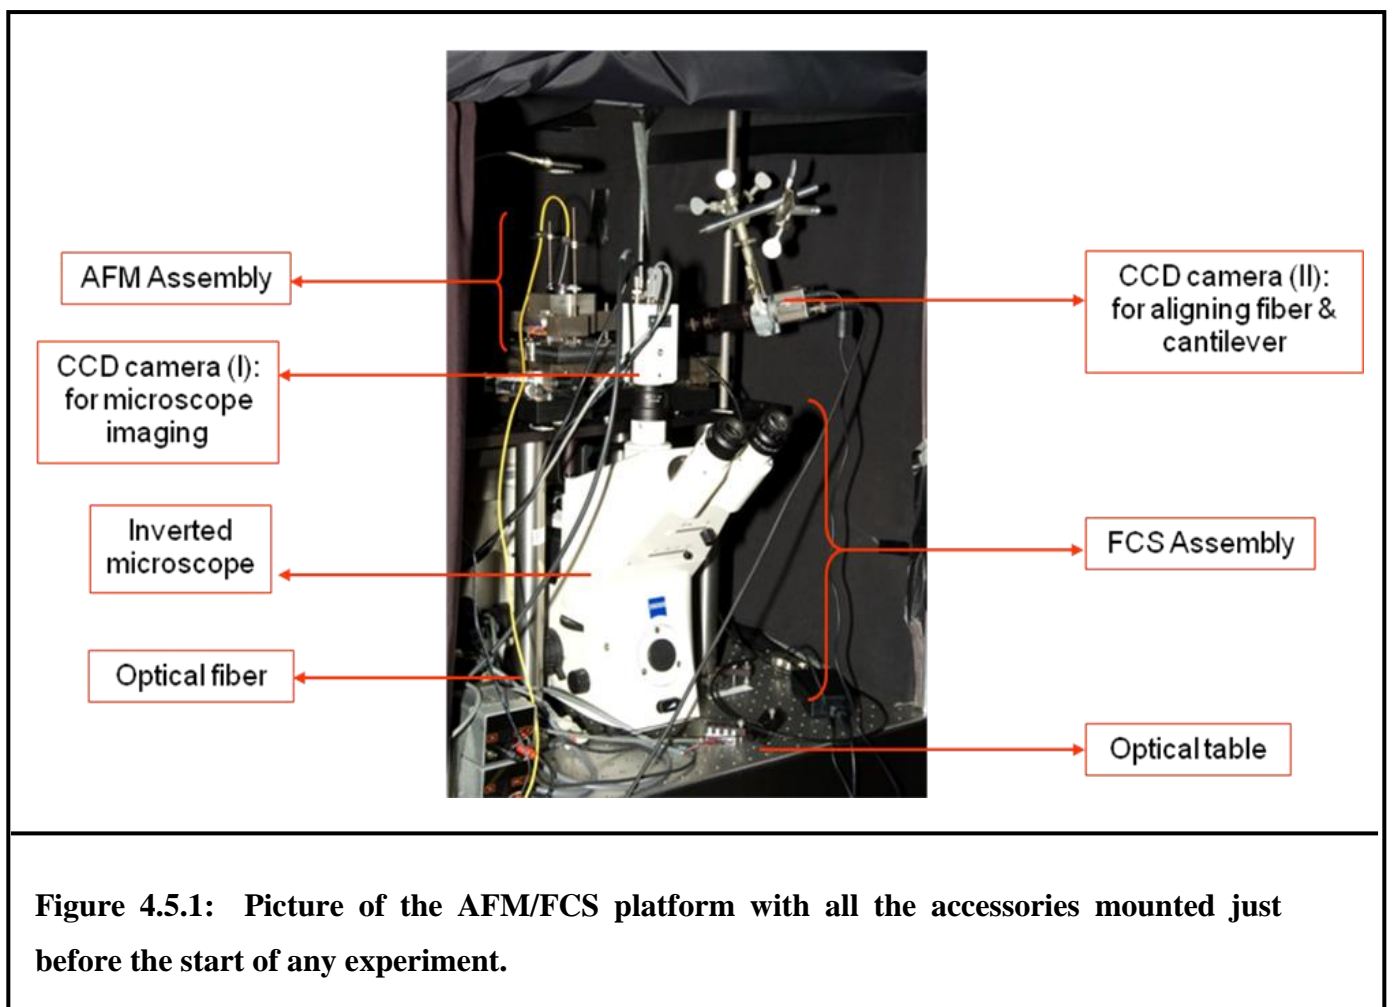 AFM Assembly
CCD camera (I):
for microscope
imaging
Inverted
microscope
Optical fiber
CCD camera (II):
for aligning fiber &
cantilever
FCS Assembly
Optical table
Figure 4.5.1: Picture of the AFM/FCS platform with all the accessories mounted just
before the start of any experiment.